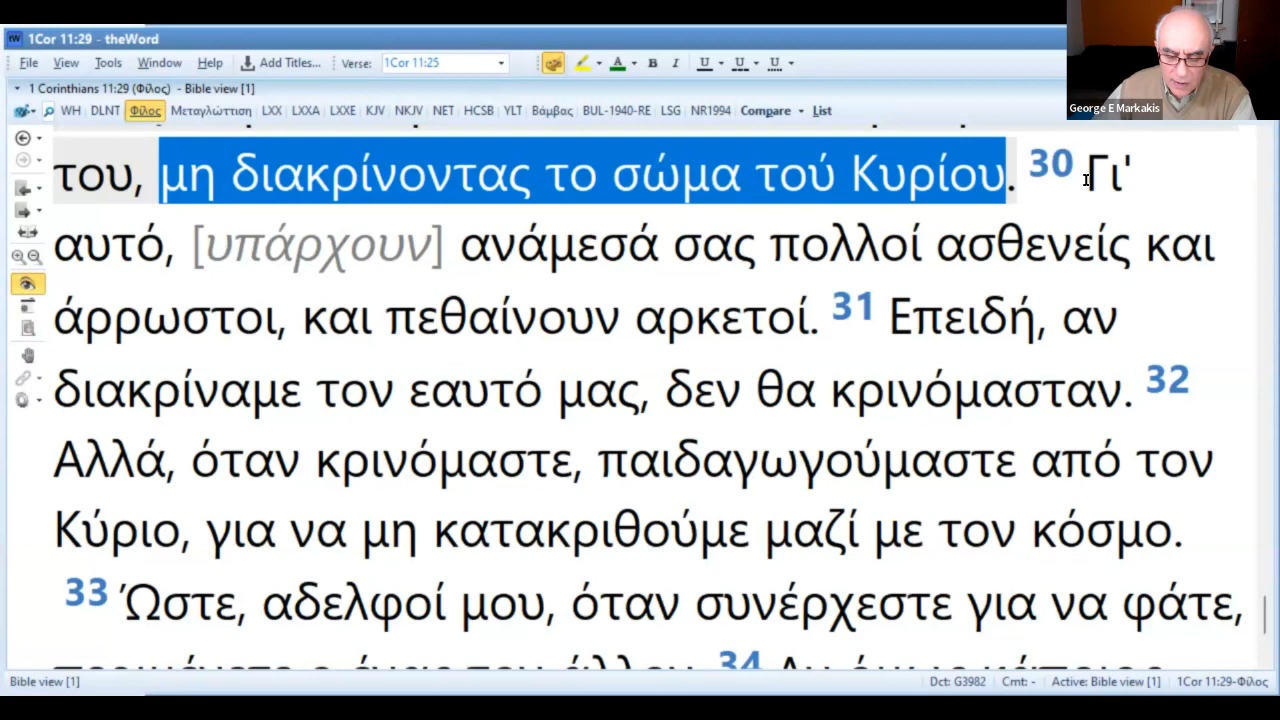 1Cor 11:29 - theWord
File View Tools Window Help Add Titles... Verse: 1Cor 11:25 A B I U U U
George E Markakis
1 Corinthians 11:29 (Φίλος) - Bible view [1]
WH DLNT Φίλος Μεταγλώττιση LXX LXXA LXXE KJV NKJV NET HCSB YLT Βάμβας BUL-1940-RE LSG NR1994 Compare List
του, μη διακρίνοντας το σώμα τού Κυρίου. 30 Γι'
αυτό, [υπάρχουν] ανάμεσά σας πολλοί ασθενείς και
άρρωστοι, και πεθαίνουν αρκετοί. 31 Επειδή, αν
διακρίναμε τον εαυτό μας, δεν θα κρινόμασταν. 32
Αλλά, όταν κρινόμαστε, παιδαγωγούμαστε από τον
Κύριο, για να μη κατακριθούμε μαζί με τον κόσμο.
33 Ώστε, αδελφοί μου, όταν συνέρχεστε για να φάτε,
34
Bible view [1] Dct: G3982 Cmt: - Active: Bible view [1] 1Cor 11:29-Φίλος